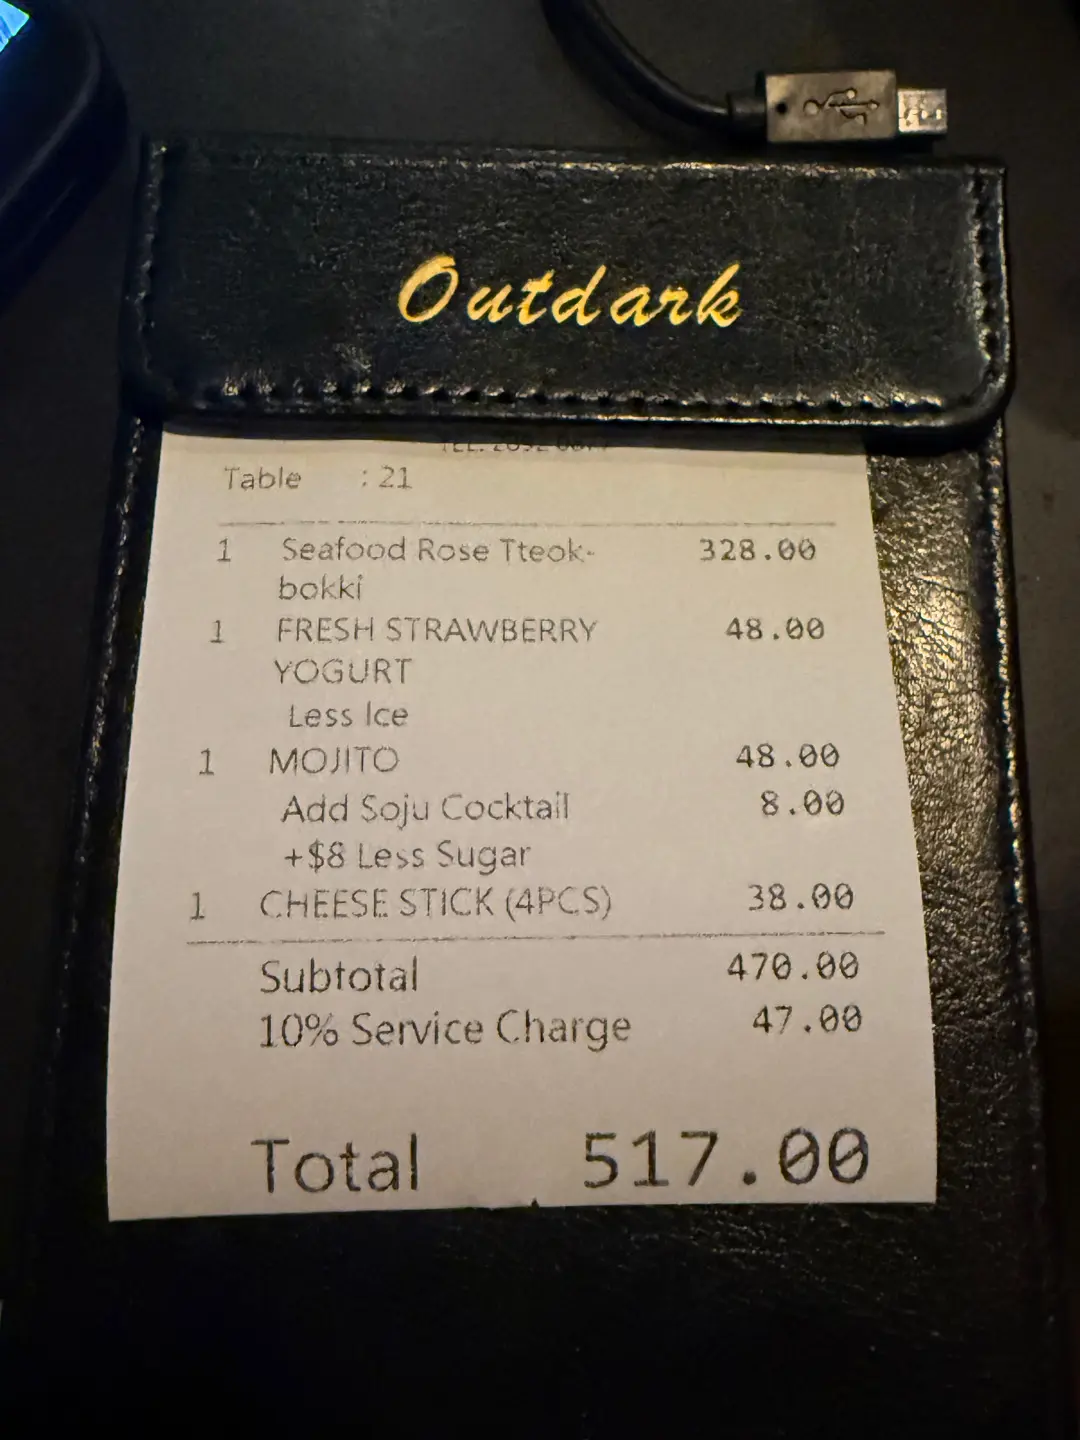 Outdark
Table : 21
1 Seafood Rose Tteok- 328.00
bokki
1 FRESH STRAWBERRY 48.00
YOGURT
Less Ice
1 MOJITO 48.00
Add Soju Cocktail 8.00
+$8 Less Sugar
1 CHEESE STICK (4PCS) 38.00
Subtotal 470.00
10% Service Charge 47.00
Total 517.00